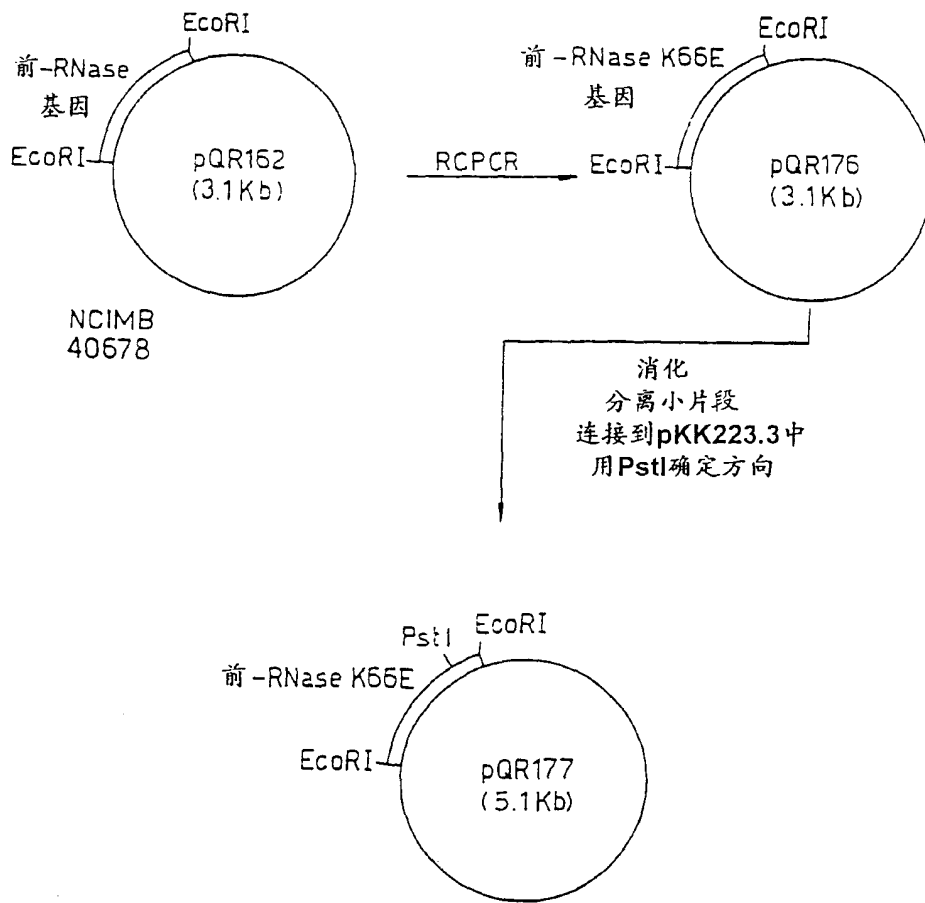 EcoRI
前-RNase
基因
EcoRI
pQR162
(3.1Kb)
NCIMB
40678
RCPCR
EcoRI
前-RNase K66E
基因
EcoRI
pQR176
(3.1Kb)
消化
分离小片段
连接到pKK223.3中
用PstI确定方向
PstI
EcoRI
前-RNase K66E
EcoRI
pQR177
(5.1Kb)